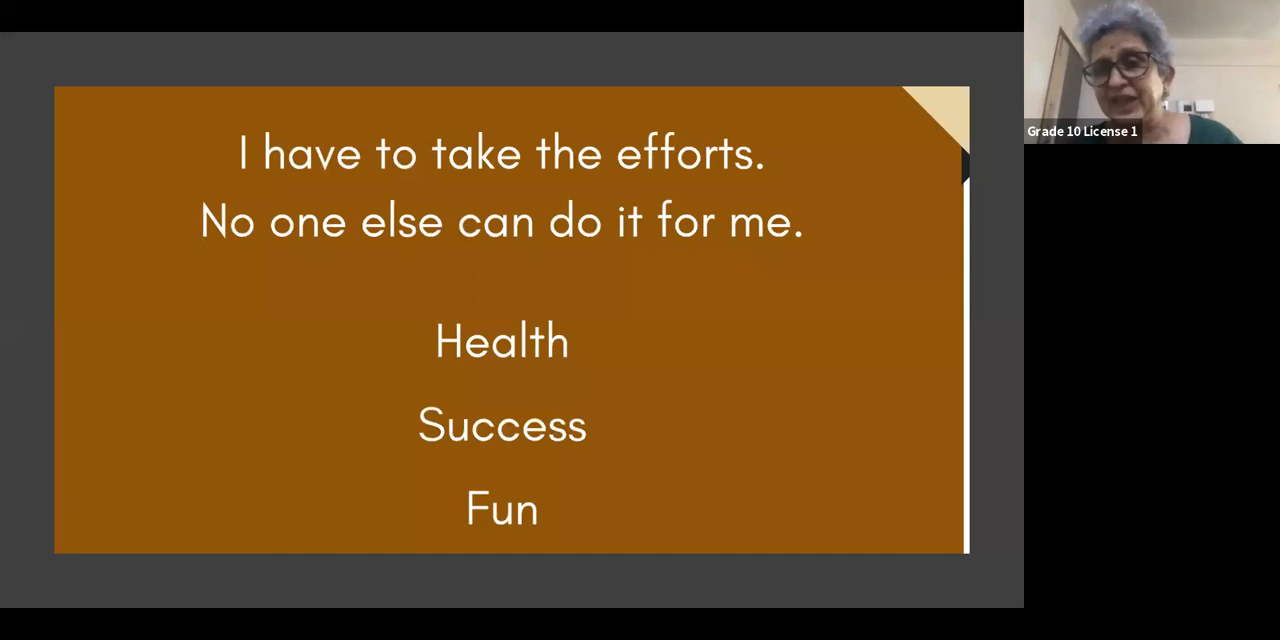 I have to take the efforts.
No one else can do it for me.
Health
Success
Fun
Grade 10 License 1